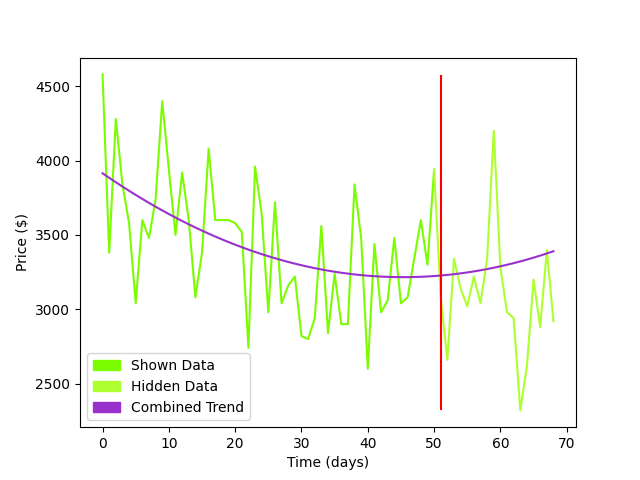 4500
4000
3500
3000
2500
Price ($)
Shown Data
Hidden Data
Combined Trend
0 10 20 30 40 50 60 70
Time (days)